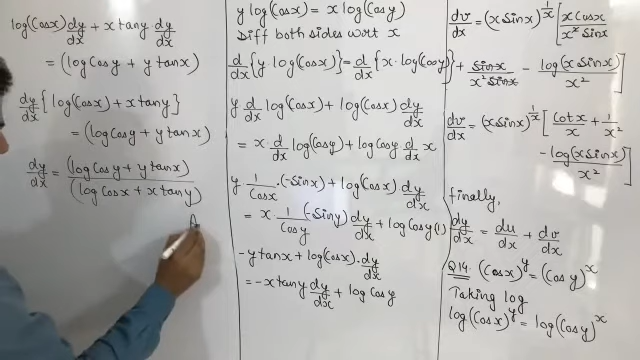 log(Cosx) dy/dx + x tany . dy/dx
= (log Cosy + y tanx)
dy/dx {log(Cosx) + x tany}
= (log Cosy + y tanx)
dy/dx = (log Cosy + y tanx)/(log Cosx + x tany)
y log(Cosx) = x log(Cosy)
Diff both sides wrt x
d/dx {y . log(Cosx)} = d/dx {x . log(Cosy)}
y d/dx log(Cosx) + log(Cosx) dy/dx
= x . d/dx log(Cosy) + log Cosy d/dx x
y 1/Cosx . (-Sinx) + log(Cosx) dy/dx
= x . 1/Cosy (-Siny) dy/dx + log Cosy (1)
-y tanx + log(Cosx) . dy/dx
= -x tany dy/dx + log Cosy
dv/dx = (x Sinx)^1/x [x Cosx/x² Sinx
+ Sinx/x² Sinx - log(x Sinx)/x²]
dv/dx = (x Sinx)^1/x [Cotx/x + 1/x²
- log(x Sinx)/x²]
finally,
dy/dx = du/dx + dv/dx
Q14. (Cosx)^y = (Cosy)^x
Taking log
log(Cosx)^y = log(Cosy)^x